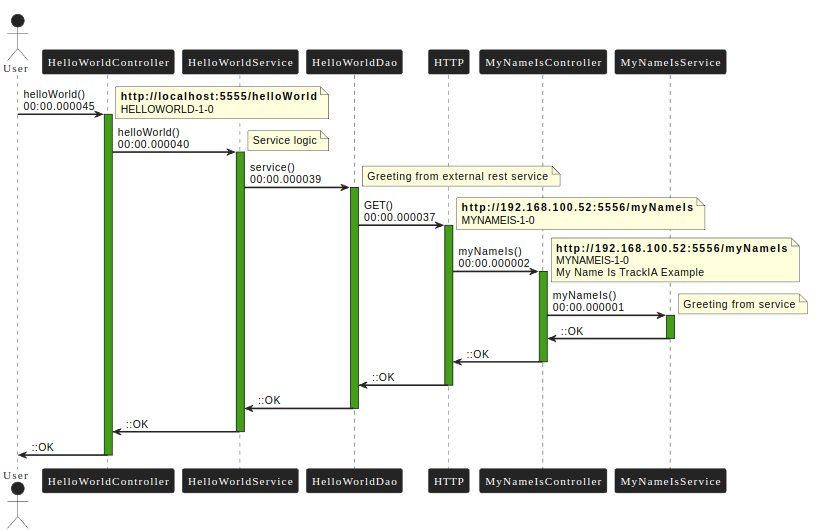 User
HelloWorldController
HelloWorldService
HelloWorldDao
HTTP
MyNameIsController
MyNameIsService
helloWorld()
00:00.000045
http://localhost:5555/helloWorld
HELLOWORLD-1-0
helloWorld()
00:00.000040
Service logic
service()
00:00.000039
Greeting from external rest service
GET()
00:00.000037
http://192.168.100.52:5556/myNameIs
MYNAMEIS-1-0
myNameIs()
00:00.000002
http://192.168.100.52:5556/myNameIs
MYNAMEIS-1-0
My Name Is TrackIA Example
myNameIs()
00:00.000001
Greeting from service
::OK
::OK
::OK
::OK
::OK
::OK
User
HelloWorldController
HelloWorldService
HelloWorldDao
HTTP
MyNameIsController
MyNameIsService